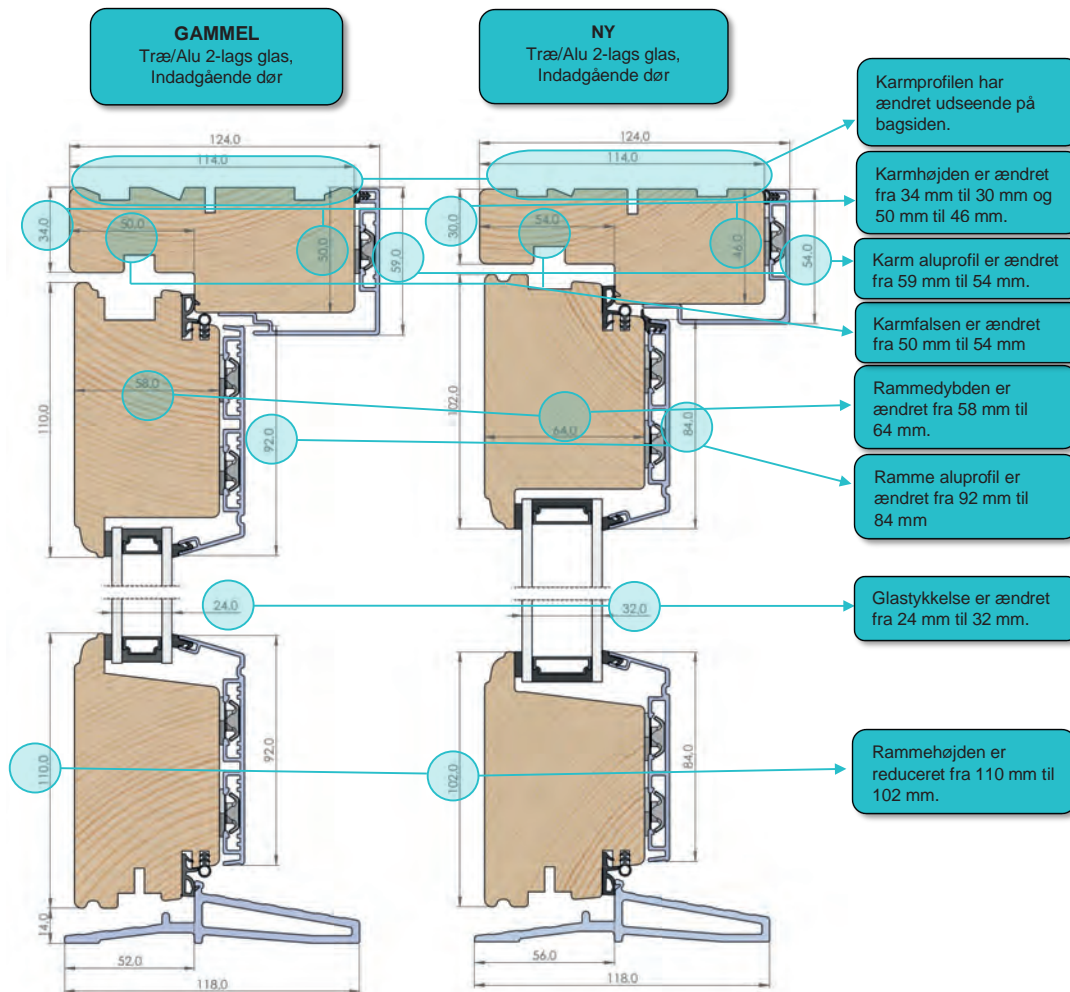 GAMMEL
Træ/Alu 2-lags glas,
Indadgående dør
NY
Træ/Alu 2-lags glas,
Indadgående dør
Karmprofilen har
ændret udseende på
bagsiden.
Karmhøjden er ændret
fra 34 mm til 30 mm og
50 mm til 46 mm.
Karm aluprofil er ændret
fra 59 mm til 54 mm.
Karmfalsen er ændret
fra 50 mm til 54 mm
Rammedybden er
ændret fra 58 mm til
64 mm.
Ramme aluprofil er
ændret fra 92 mm til
84 mm
Glastykkelse er ændret
fra 24 mm til 32 mm.
Rammehøjden er
reduceret fra 110 mm til
102 mm.
124,0
114,0
34,0
50,0
50,0
59,0
110,0
58,0
92,0
24,0
110,0
92,0
14,0
52,0
118,0
124,0
114,0
30,0
54,0
46,0
54,0
102,0
64,0
84,0
32,0
102,0
84,0
56,0
118,0